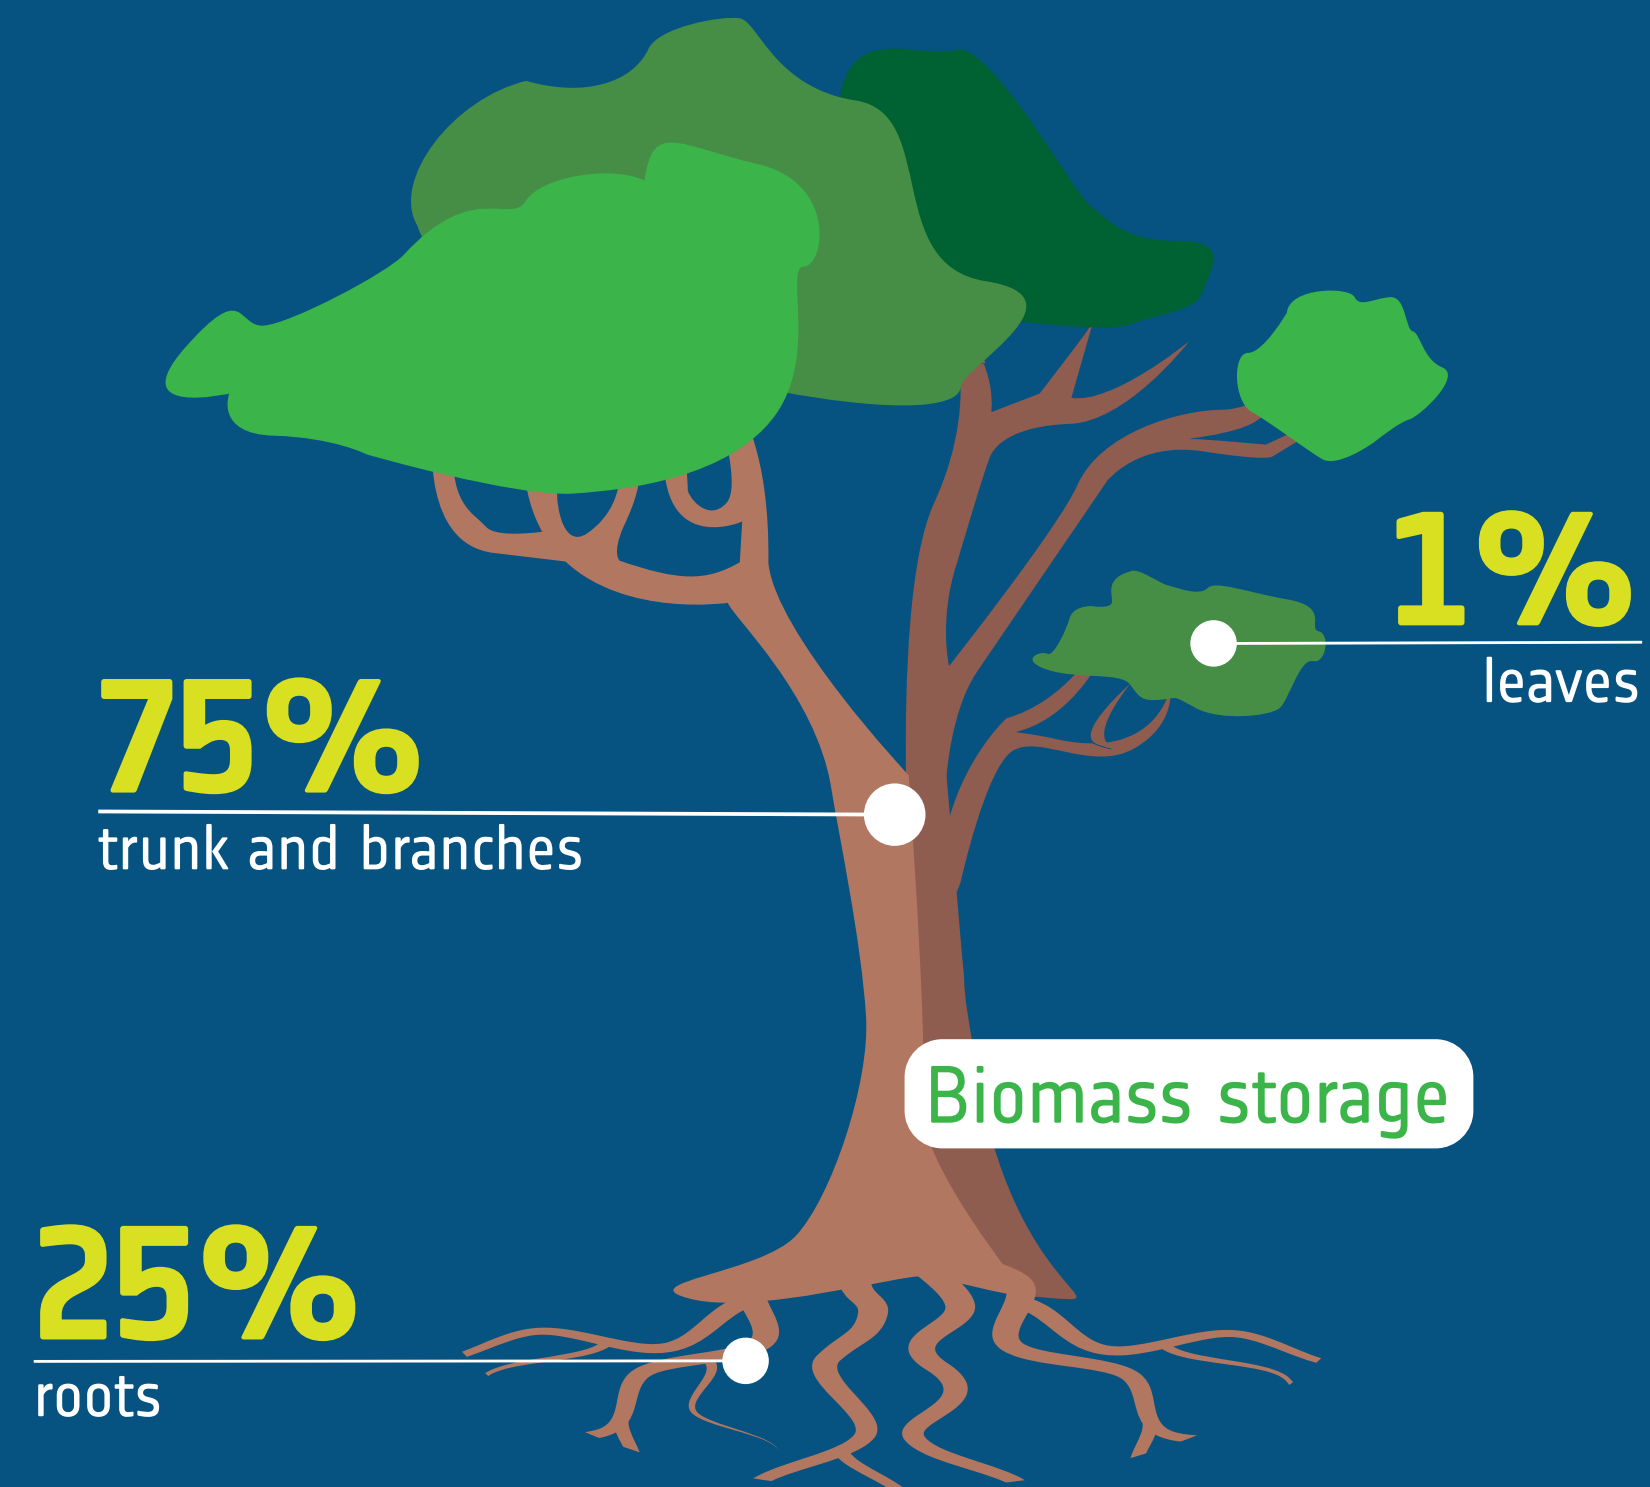 1%
leaves
75%
trunk and branches
Biomass storage
25%
roots